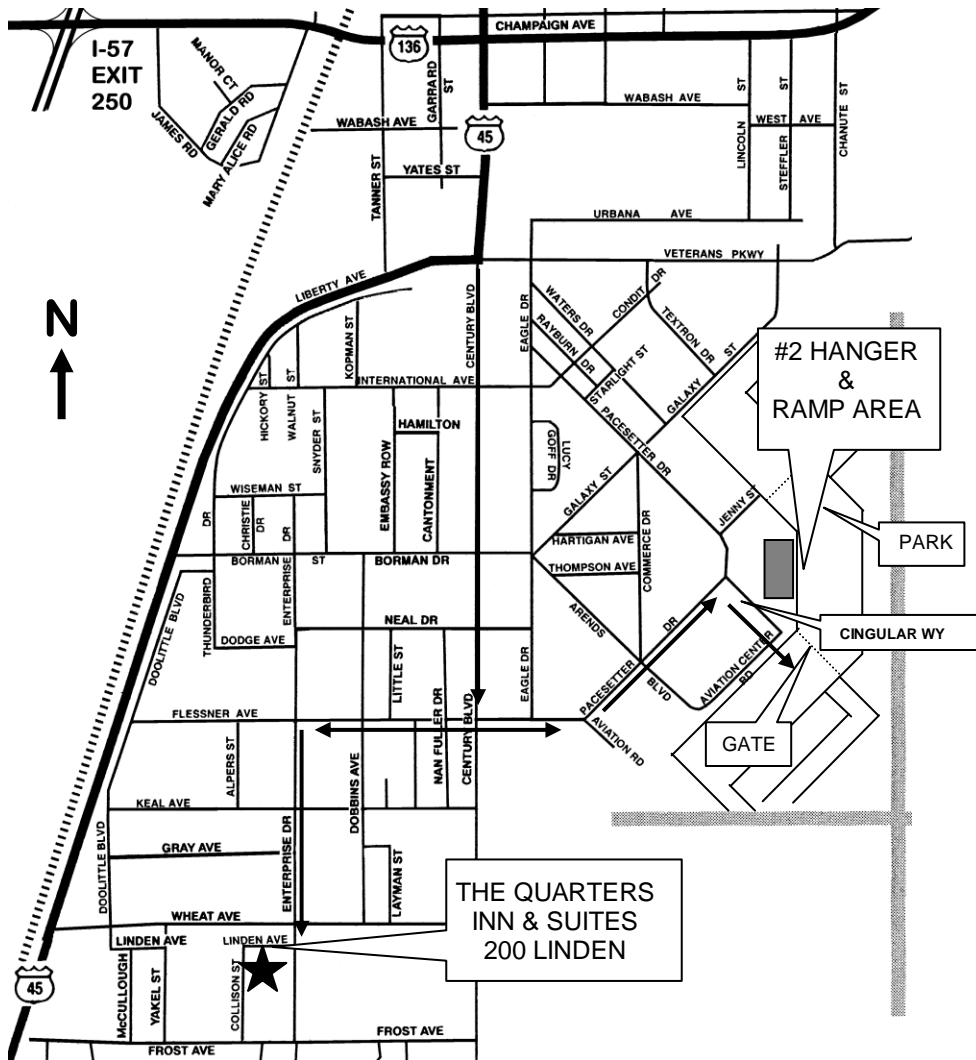 CHAMPAIGN AVE
I-57
EXIT
250
136
MANOR CT
GERALD RD
JAMES RD
MARY ALICE RD
GARRARD ST
WABASH AVE
WABASH AVE
45
LINCOLN ST
WEST AVE
STEFFLER ST
CHANUTE ST
TANNER ST
YATES ST
URBANA AVE
VETERANS PKWY
LIBERTY AVE
N
CENTURY BLVD
EAGLE DR
WATERS DR
RAYBURN DR
CONDIT DR
STARLIGHT ST
TEXTRON DR
GALAXY ST
KOPMAN ST
INTERNATIONAL AVE
HICKORY ST
WALNUT ST
SNYDER ST
#2 HANGER
&
RAMP AREA
PACESETTER DR
HAMILTON
EMBASSY ROW
CANTONMENT
LUCY
GOFF DR
GALAXY ST
WISEMAN ST
CHRISTIE DR
ENTERPRISE DR
JENNY ST
PARK
HARTIGAN AVE
COMMERCE DR
THOMPSON AVE
BORMAN ST
BORMAN DR
THUNDERBIRD DR
DOOLITTLE BLVD
DODGE AVE
NEAL DR
ARENDS BLVD
CINGULAR WY
LITTLE ST
EAGLE DR
PACESETTER DR
AVIATION CENTER
RD
FLESSNER AVE
NAN FULLER DR
CENTURY BLVD
AVIATION RD
GATE
ALPERS ST
DOBBINS AVE
KEAL AVE
GRAY AVE
DOOLITTLE BLVD
ENTERPRISE DR
LAYMAN ST
THE QUARTERS
INN & SUITES
200 LINDEN
WHEAT AVE
LINDEN AVE
LINDEN AVE
45
McCULLOUGH
YAKEL ST
COLLISON ST
FROST AVE
FROST AVE